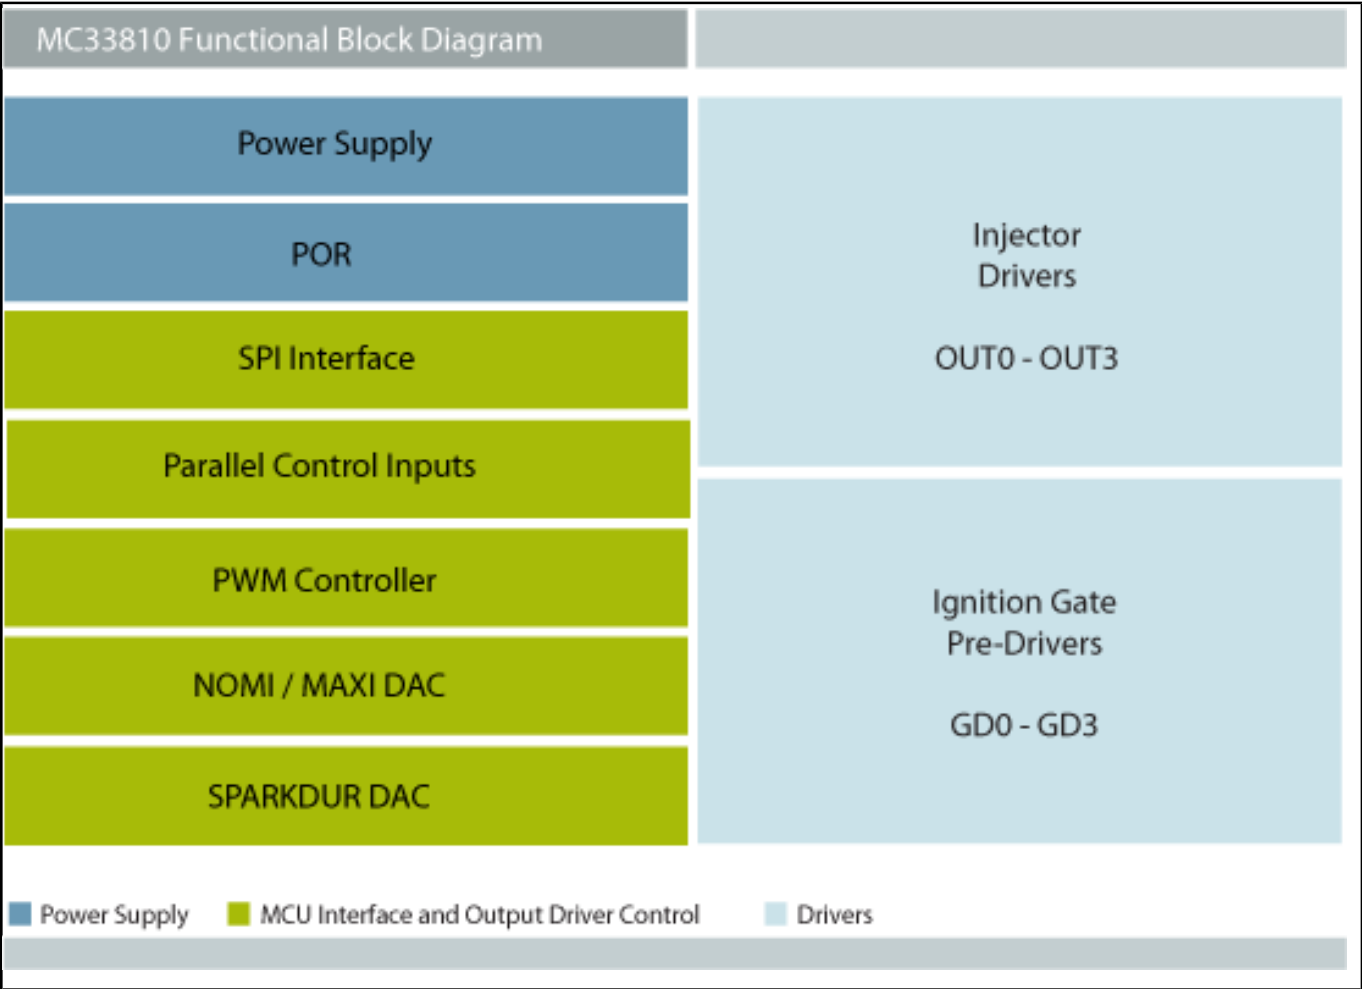 MC33810 Functional Block Diagram
Power Supply
POR
SPI Interface
Parallel Control Inputs
PWM Controller
NOMI / MAXI DAC
SPARKDUR DAC
Injector
Drivers
OUT0 - OUT3
Ignition Gate
Pre-Drivers
GD0 - GD3
Power Supply
MCU Interface and Output Driver Control
Drivers